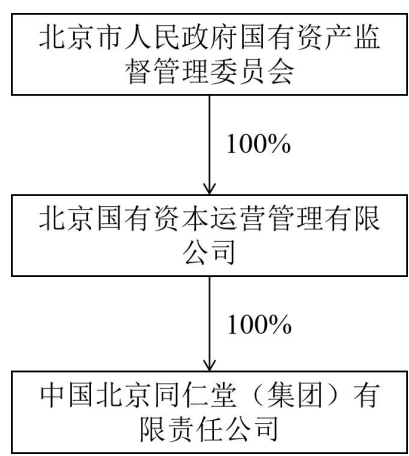 北京市人民政府国有资产监
督管理委员会
100%
北京国有资本运营管理有限
公司
100%
中国北京同仁堂（集团）有
限责任公司